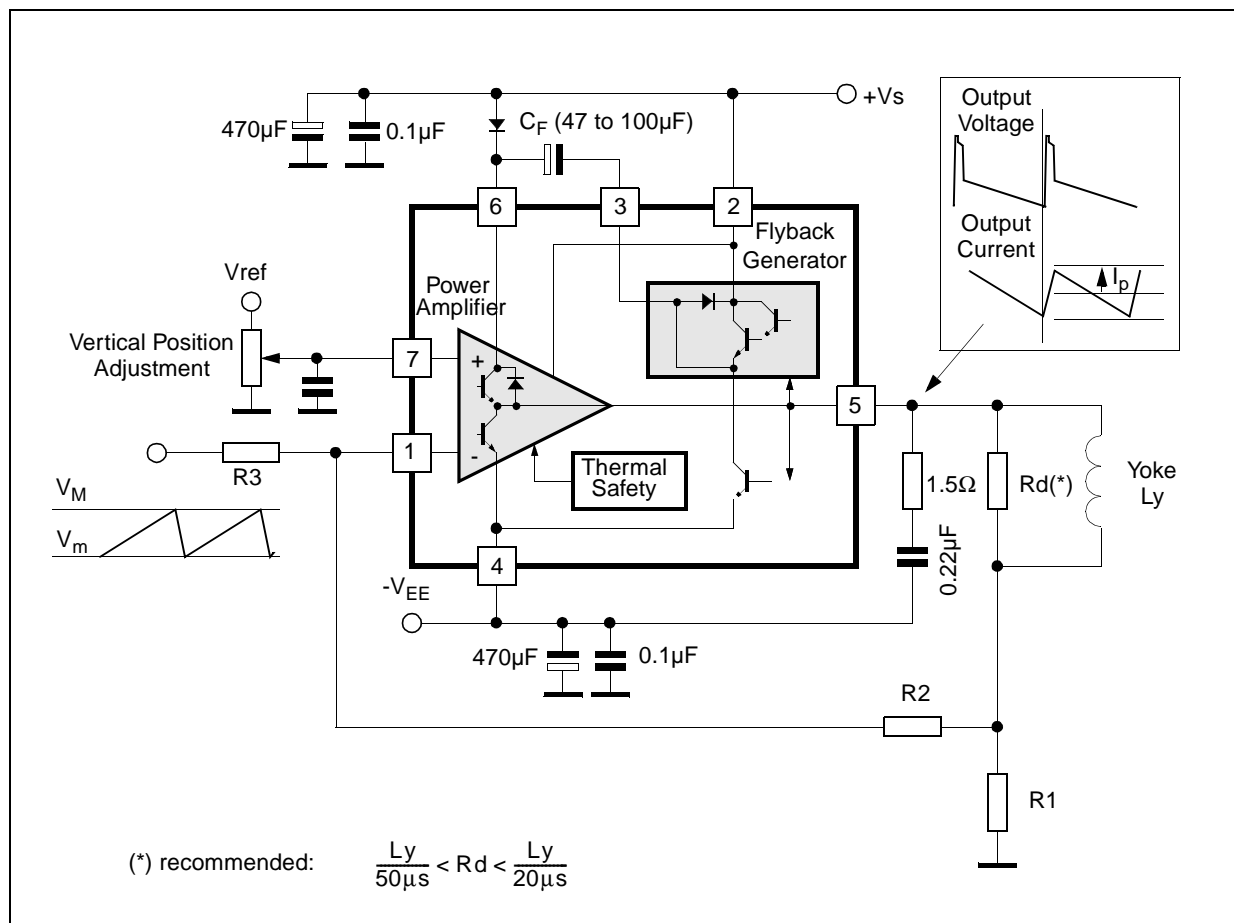 +Vs
470µF
0.1µF
C_F (47 to 100µF)
Output
Voltage
Output
Current
I_p
6
3
2
Flyback
Generator
Power
Amplifier
Vref
Vertical Position
Adjustment
7
+
5
1
-
R3
Thermal
Safety
V_M
V_m
1.5Ω
Rd(*)
Yoke
Ly
0.22µF
4
-V_EE
470µF
0.1µF
R2
R1
(*) recommended: Ly/50µs < Rd < Ly/20µs